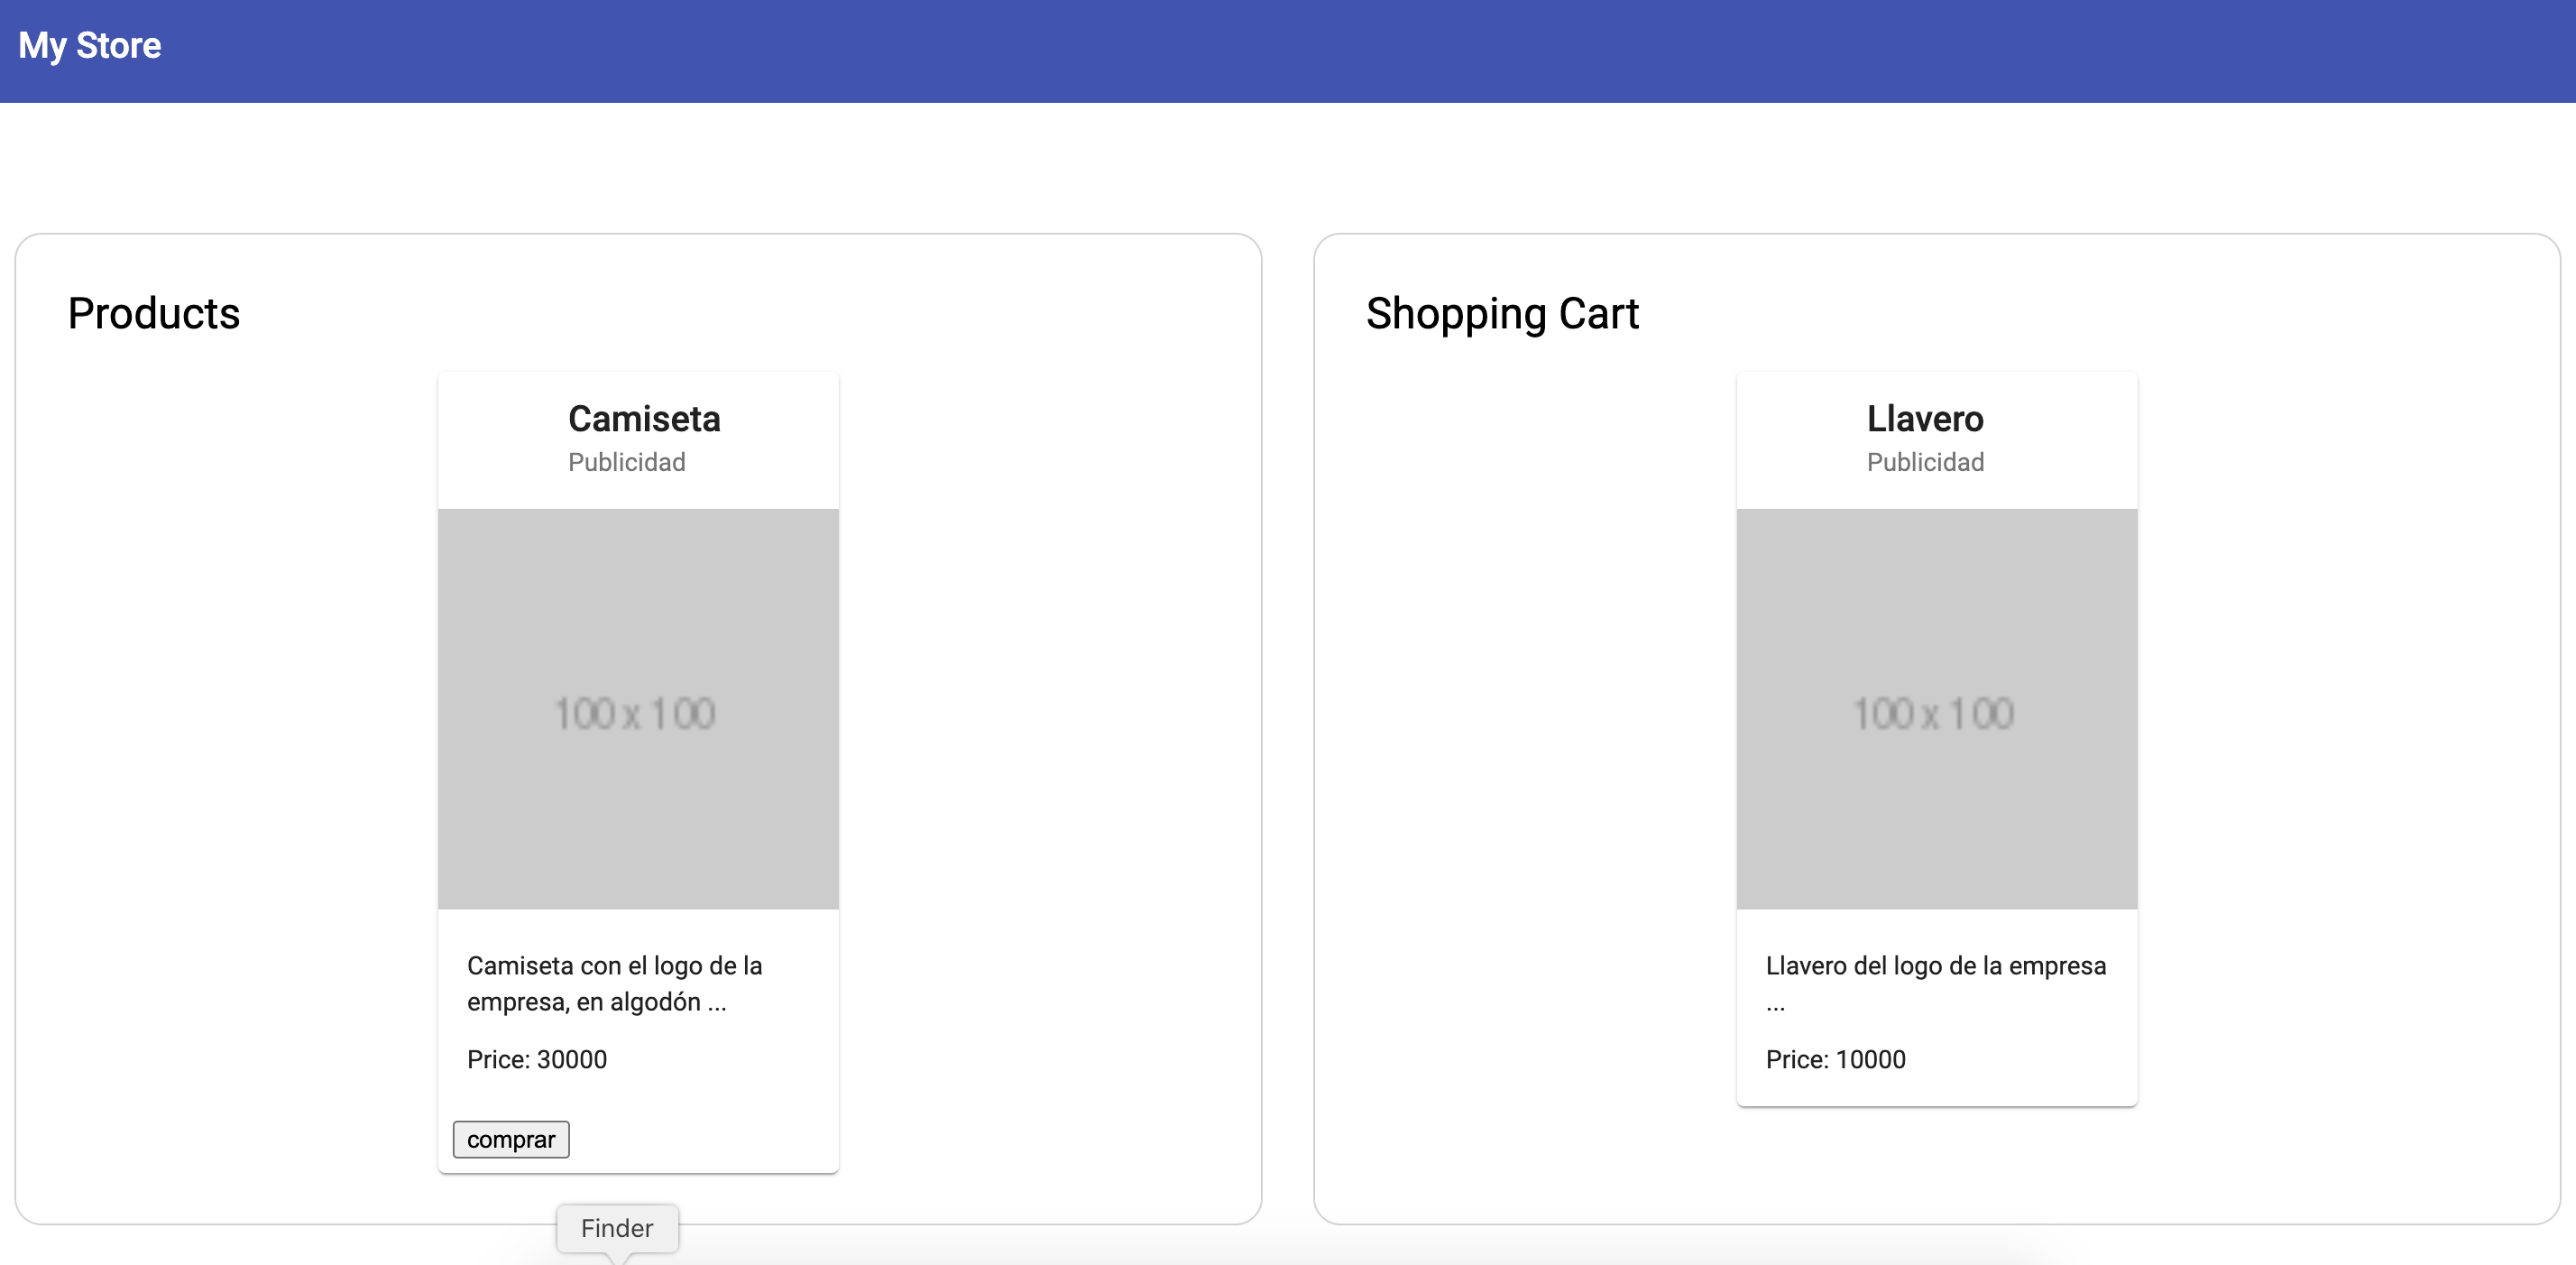 My Store
Products
Camiseta
Publicidad
100 x 100
Camiseta con el logo de la
empresa, en algodón ...
Price: 30000
comprar
Shopping Cart
Llavero
Publicidad
100 x 100
Llavero del logo de la empresa
...
Price: 10000
Finder